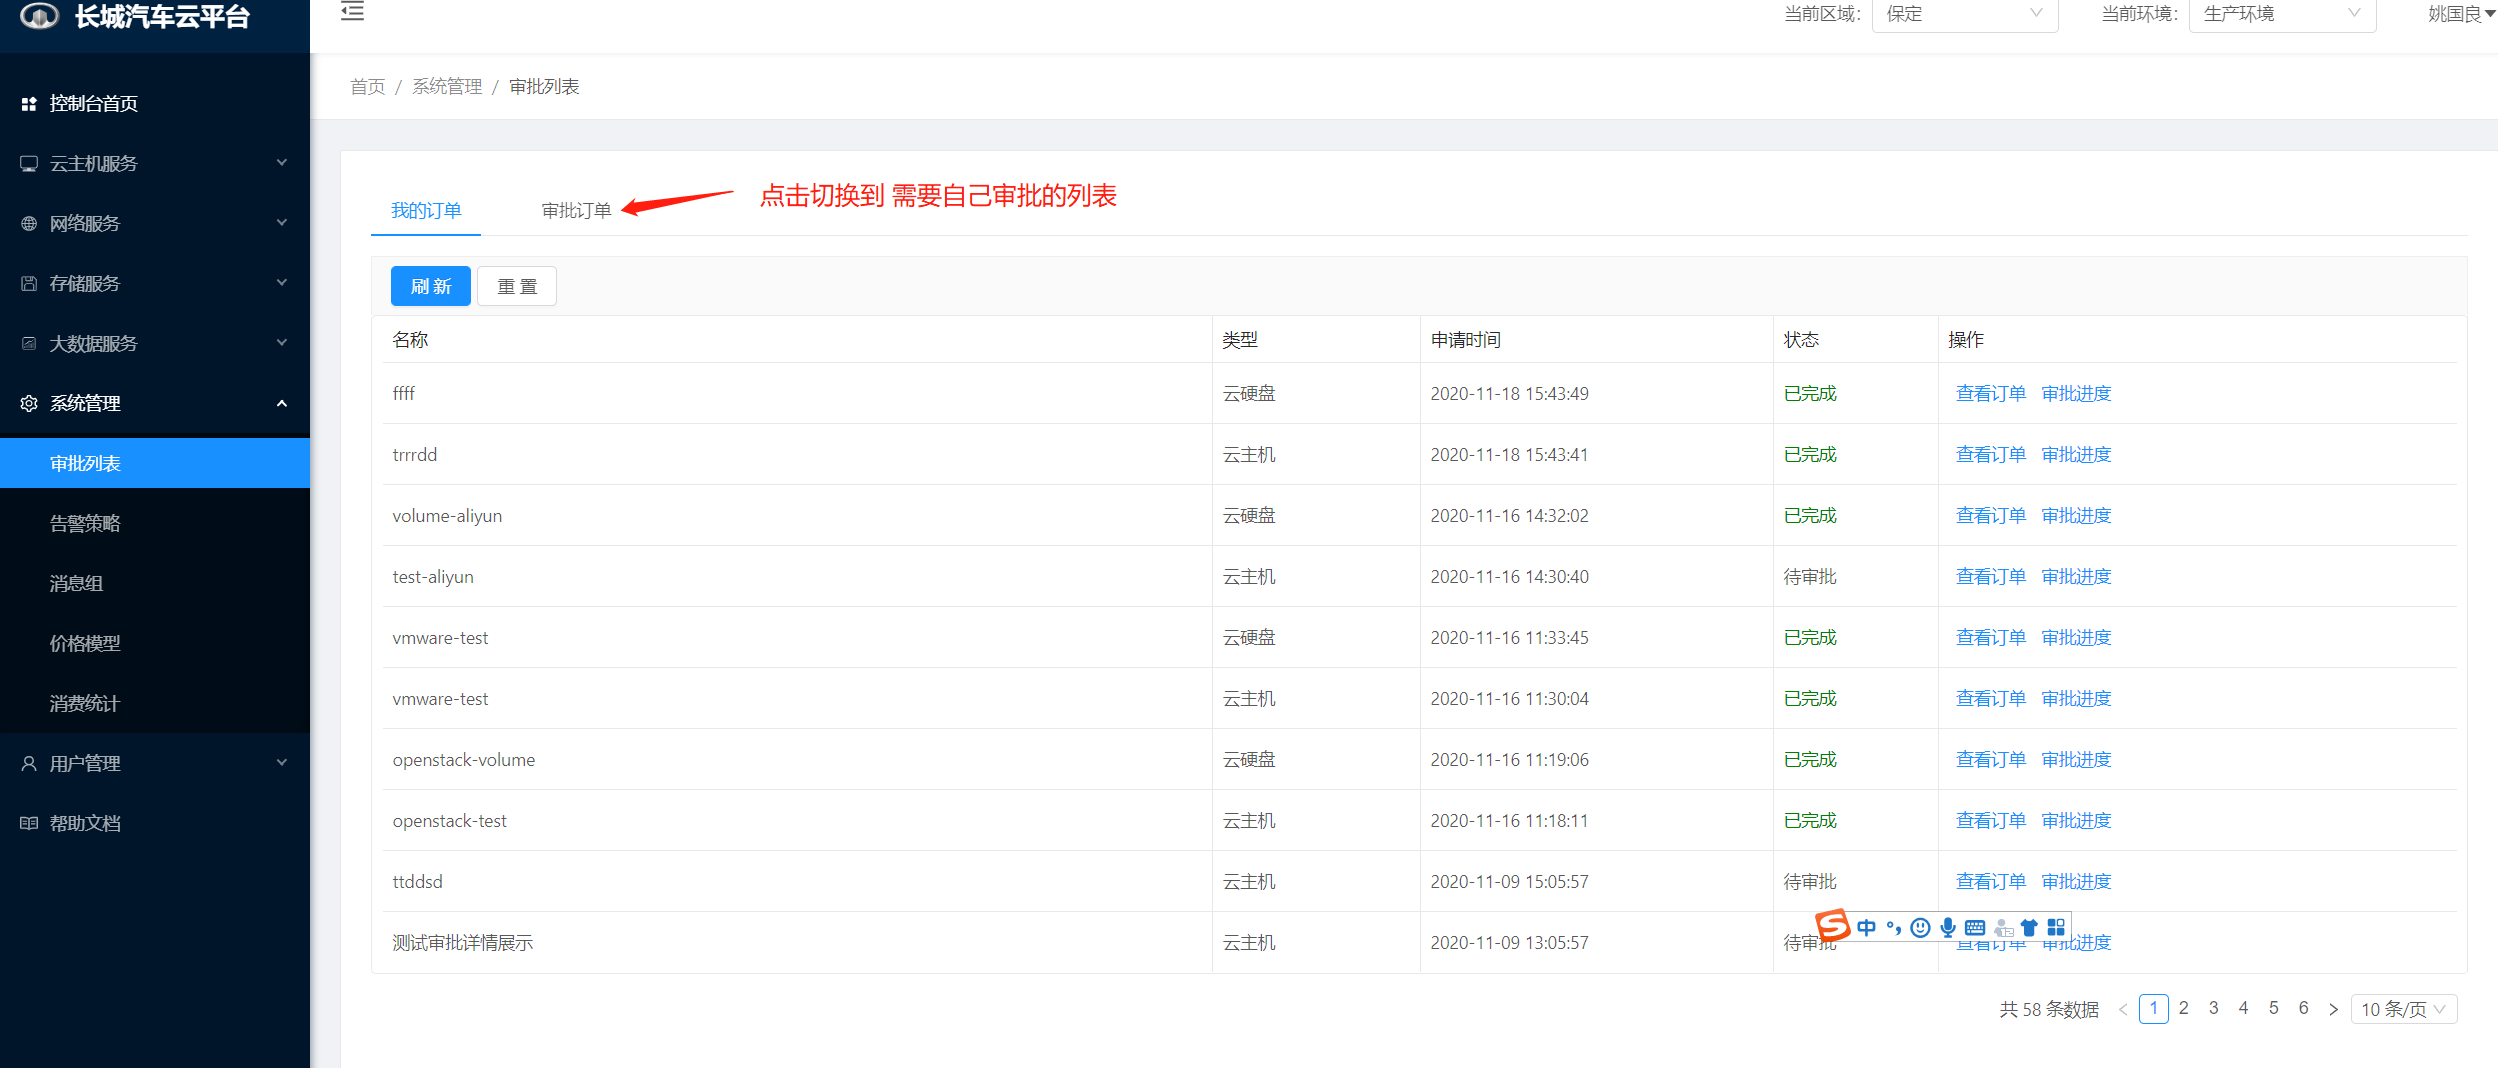 长城汽车云平台
当前区域： 保定 当前环境： 生产环境 姚国良
首页 / 系统管理 / 审批列表
控制台首页
云主机服务
网络服务
存储服务
大数据服务
系统管理
审批列表
告警策略
消息组
价格模型
消费统计
用户管理
帮助文档
我的订单 审批订单 点击切换到 需要自己审批的列表
刷 新 重 置
名称 类型 申请时间 状态 操作
ffff 云硬盘 2020-11-18 15:43:49 已完成 查看订单 审批进度
trrrdd 云主机 2020-11-18 15:43:41 已完成 查看订单 审批进度
volume-aliyun 云硬盘 2020-11-16 14:32:02 已完成 查看订单 审批进度
test-aliyun 云主机 2020-11-16 14:30:40 待审批 查看订单 审批进度
vmware-test 云硬盘 2020-11-16 11:33:45 已完成 查看订单 审批进度
vmware-test 云主机 2020-11-16 11:30:04 已完成 查看订单 审批进度
openstack-volume 云硬盘 2020-11-16 11:19:06 已完成 查看订单 审批进度
openstack-test 云主机 2020-11-16 11:18:11 已完成 查看订单 审批进度
ttddsd 云主机 2020-11-09 15:05:57 待审批 查看订单 审批进度
S 中 °,
测试审批详情展示 云主机 2020-11-09 13:05:57 待审批 查看订单 审批进度
共 58 条数据 < 1 2 3 4 5 6 > 10 条/页